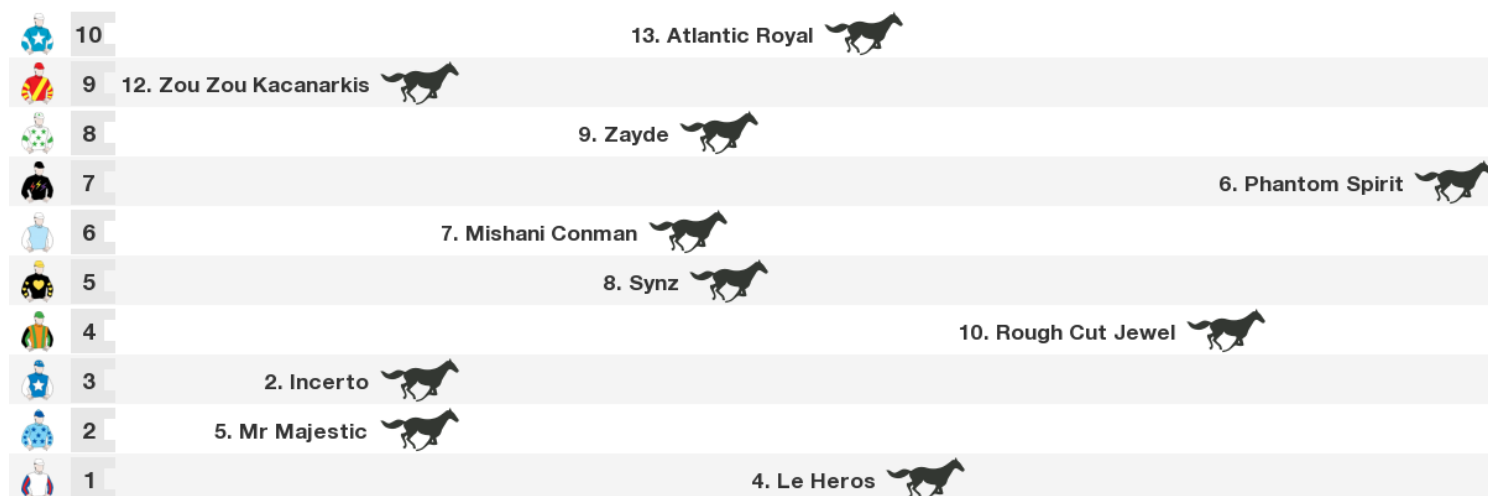 10 13. Atlantic Royal
9 12. Zou Zou Kacanarkis
8 9. Zayde
7 6. Phantom Spirit
6 7. Mishani Conman
5 8. Synz
4 10. Rough Cut Jewel
3 2. Incerto
2 5. Mr Majestic
1 4. Le Heros